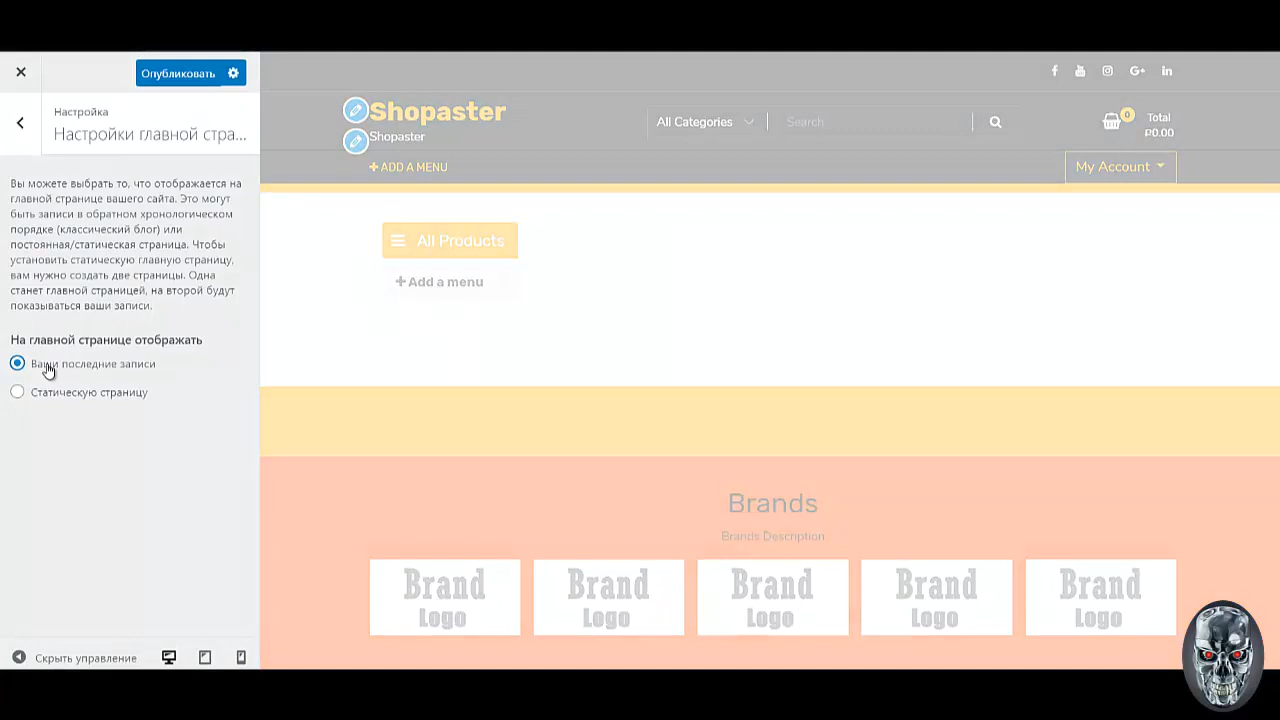 Опубликовать
Настройка
Настройки главной стра...
Вы можете выбрать то, что отображается на
главной странице вашего сайта. Это могут
быть записи в обратном хронологическом
порядке (классический блог) или
постоянная/статическая страница. Чтобы
установить статическую главную страницу,
вам нужно создать две страницы. Одна
станет главной страницей, на второй будут
показываться ваши записи.
На главной странице отображать
Ваши последние записи
Статическую страницу
Скрыть управление
Shopaster
Shopaster
All Categories
Search
0
Total
₽0.00
ADD A MENU
My Account
All Products
Add a menu
Brands
Brands Description
Brand
Logo
Brand
Logo
Brand
Logo
Brand
Logo
Brand
Logo